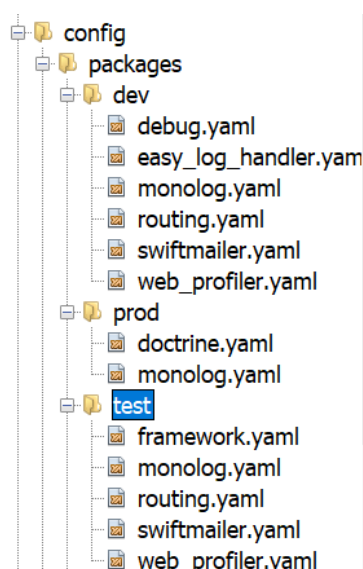 config
packages
dev
debug.yaml
easy_log_handler.yam
monolog.yaml
routing.yaml
swiftmailer.yaml
web_profiler.yaml
prod
doctrine.yaml
monolog.yaml
test
framework.yaml
monolog.yaml
routing.yaml
swiftmailer.yaml
web_profiler.yaml